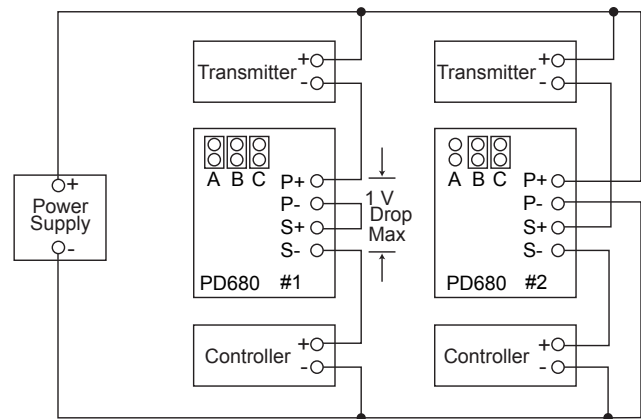 +
Power
Supply
-
Transmitter
+
-
A B C
P+
P-
S+
S-
1 V
Drop
Max
PD680 #1
Controller
+
-
Transmitter
+
-
A B C
P+
P-
S+
S-
PD680 #2
Controller
+
-